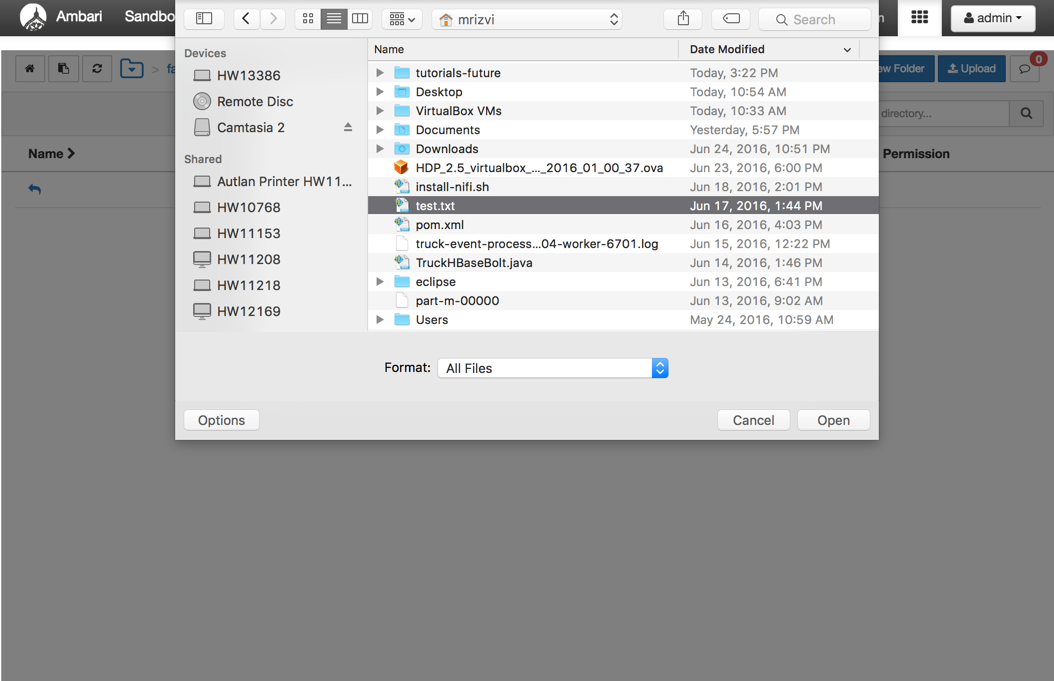 Ambari Sandbo mrizvi Search n admin
> fa ew Folder Upload 0
directory...
Name Permission
Devices
HW13386
Remote Disc
Camtasia 2
Shared
Autlan Printer HW11...
HW10768
HW11153
HW11208
HW11218
HW12169
Name Date Modified
tutorials-future Today, 3:22 PM
Desktop Today, 10:54 AM
VirtualBox VMs Today, 10:33 AM
Documents Yesterday, 5:57 PM
Downloads Jun 24, 2016, 10:51 PM
HDP_2.5_virtualbox_..._2016_01_00_37.ova Jun 23, 2016, 6:00 PM
install-nifi.sh Jun 18, 2016, 2:01 PM
test.txt Jun 17, 2016, 1:44 PM
pom.xml Jun 16, 2016, 4:03 PM
truck-event-process...04-worker-6701.log Jun 15, 2016, 12:22 PM
TruckHBaseBolt.java Jun 14, 2016, 1:46 PM
eclipse Jun 13, 2016, 6:41 PM
part-m-00000 Jun 13, 2016, 9:02 AM
Users May 24, 2016, 10:59 AM
Format: All Files
Options Cancel Open